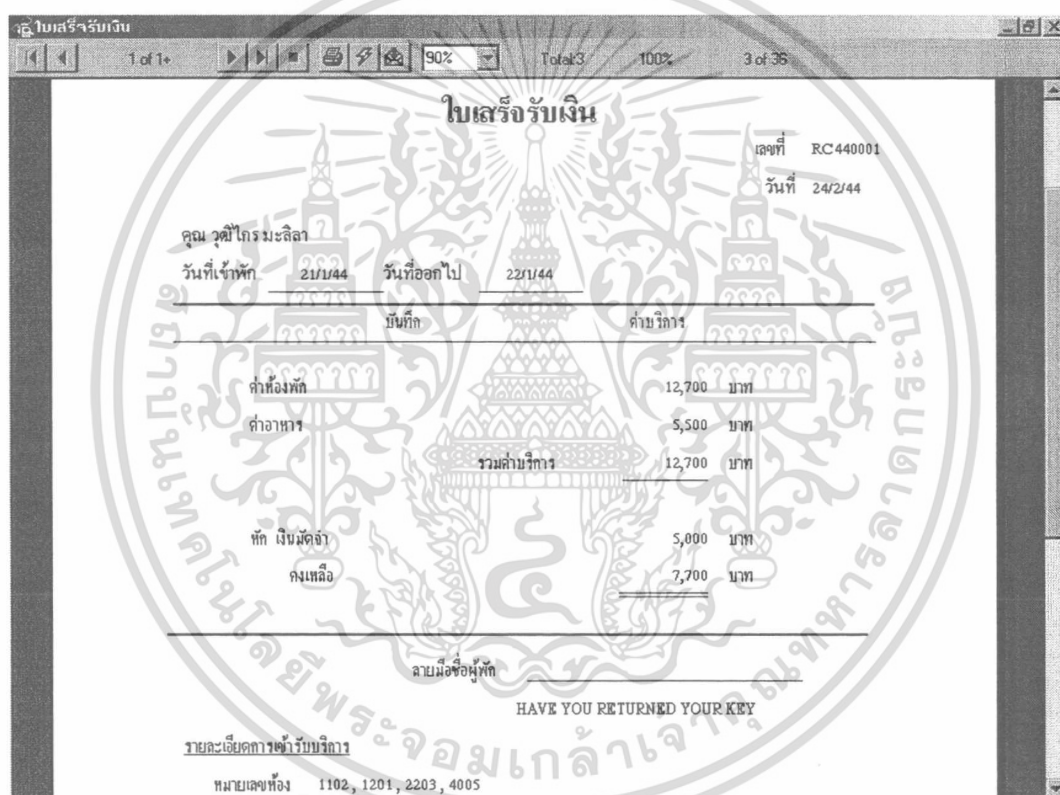 ใบเสร็จรับเงิน
1 of 1+ 90% Total:3 100% 3 of 36
ใบเสร็จรับเงิน
เลขที่ RC440001
วันที่ 24/2/44
คุณ วุฒิไกร มะลิลา
วันที่เข้าพัก 21/1/44 วันที่ออกไป 22/1/44
บันทึก ค่าบริการ
ค่าห้องพัก 12,700 บาท
ค่าอาหาร 5,500 บาท
รวมค่าบริการ 12,700 บาท
หัก เงินมัดจำ 5,000 บาท
คงเหลือ 7,700 บาท
ลายมือชื่อผู้พัก
HAVE YOU RETURNED YOUR KEY
รายละเอียดการเข้ารับบริการ
หมายเลขห้อง 1102, 1201, 2203, 4005
สถาบันเทคโนโลยีพระจอมเกล้าเจ้าคุณทหารลาดกระบัง